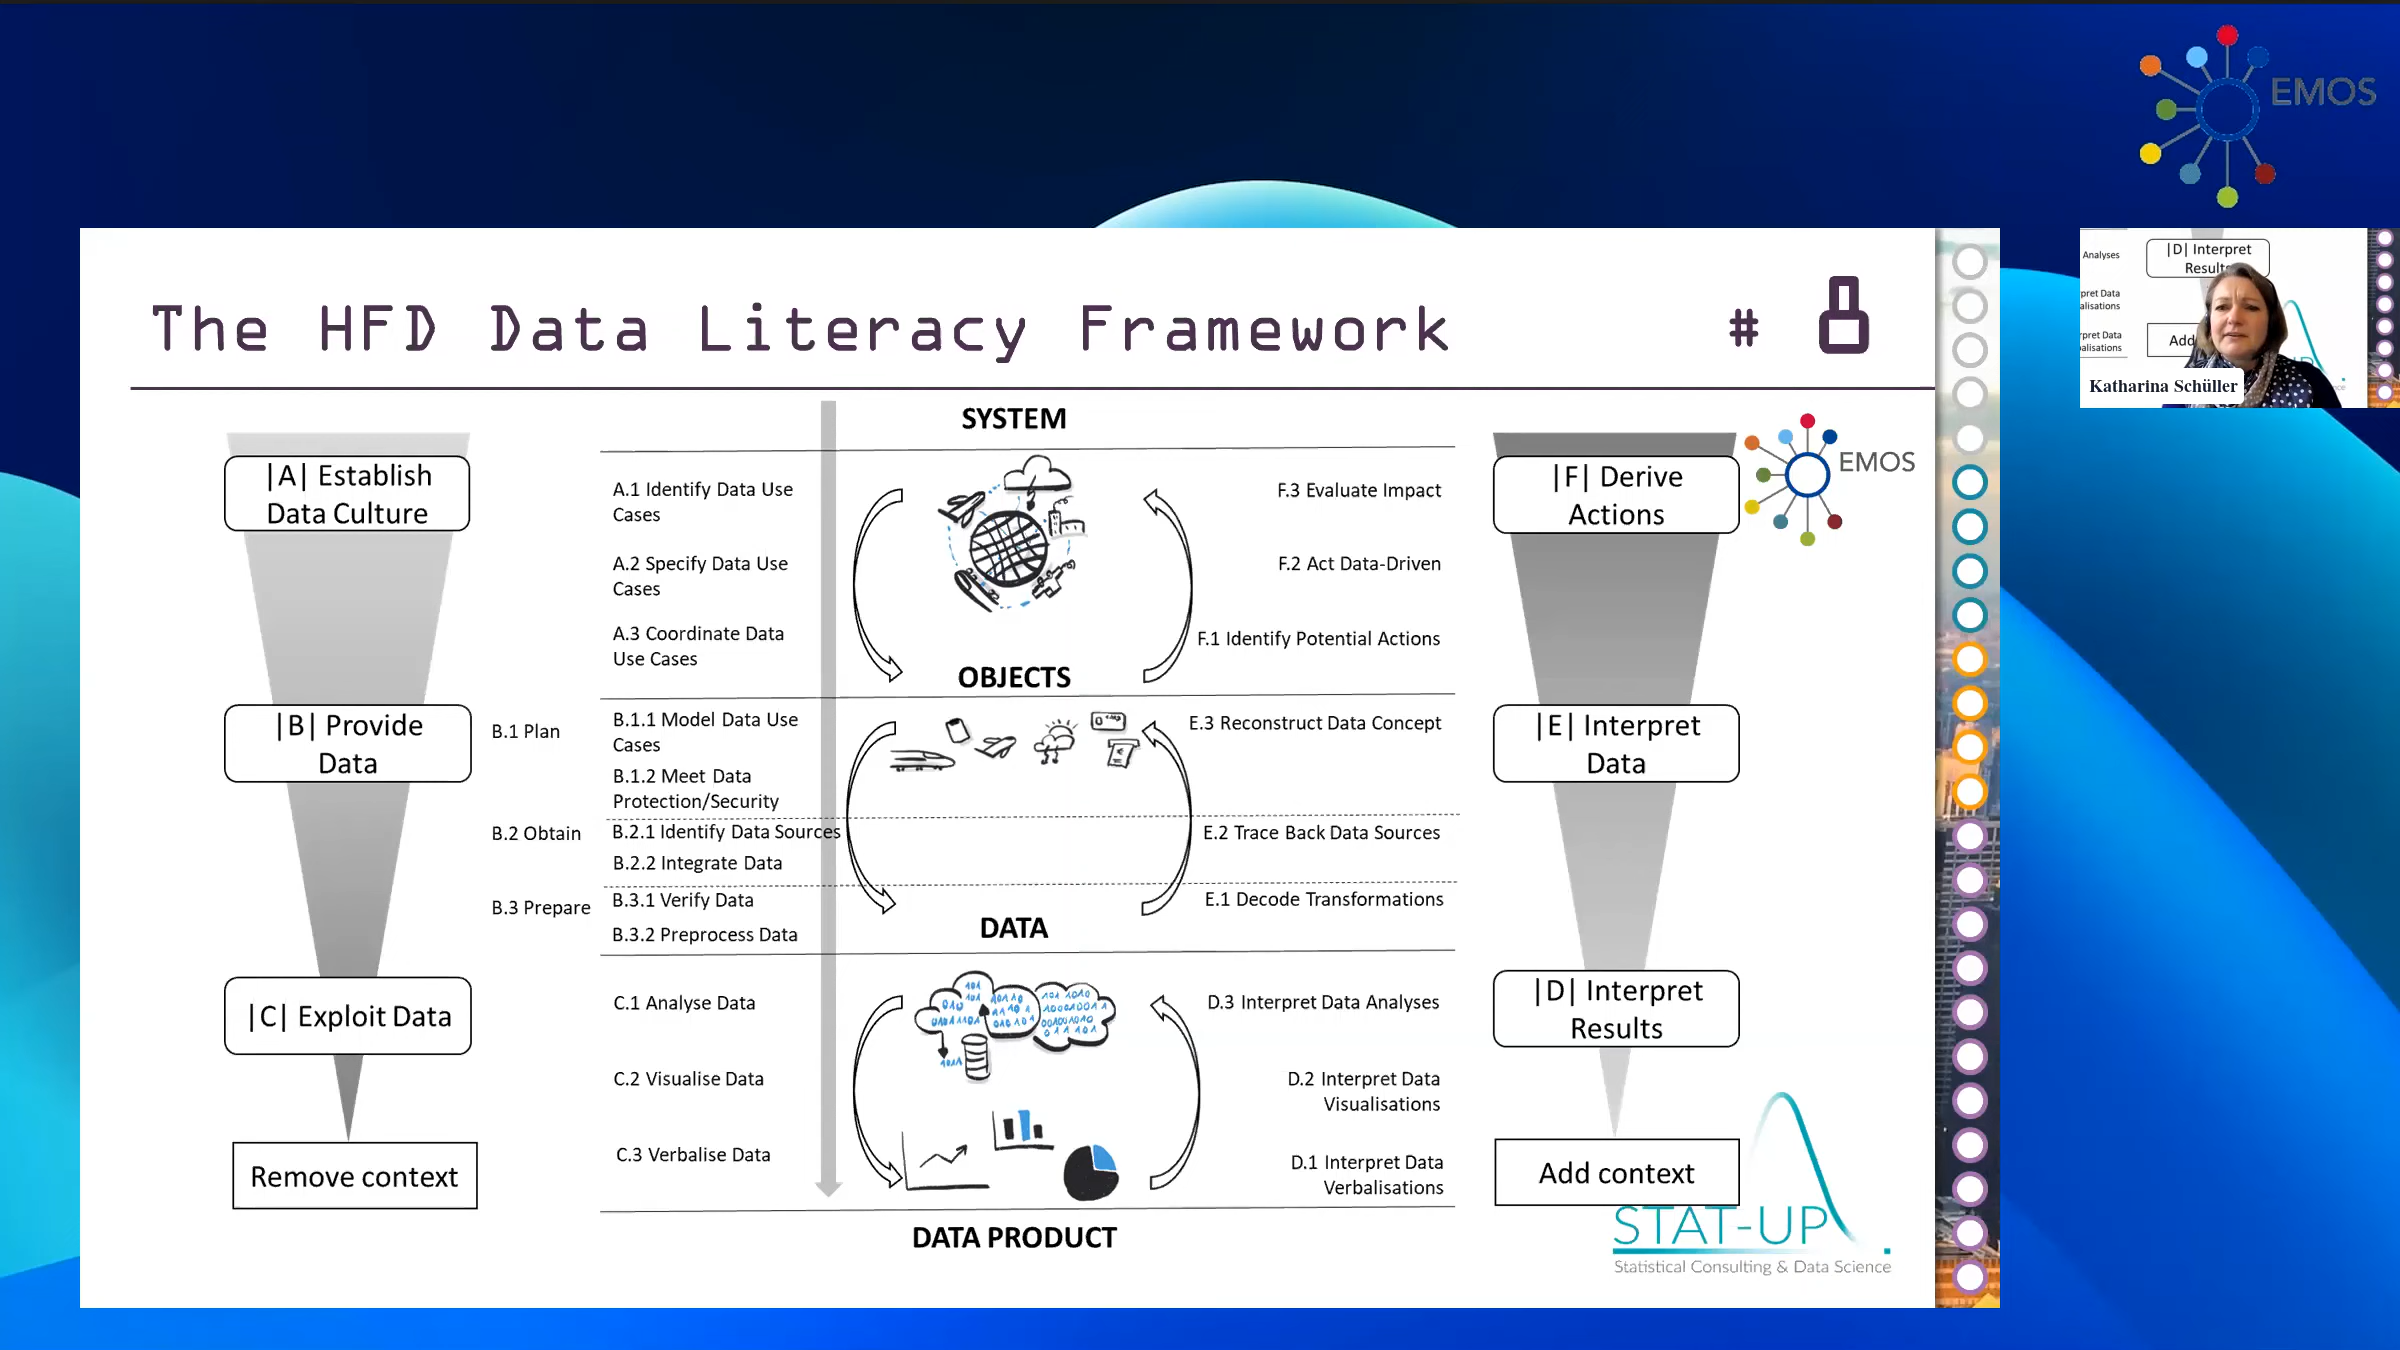 EMOS
The HFD Data Literacy Framework # 8
|D| Interpret
Results
Analyses
pret Data
alisations
rpret Data
alisations
Add
Katharina Schüller
SYSTEM
|A| Establish
Data Culture
A.1 Identify Data Use
Cases
A.2 Specify Data Use
Cases
A.3 Coordinate Data
Use Cases
F.3 Evaluate Impact
F.2 Act Data-Driven
F.1 Identify Potential Actions
|F| Derive
Actions
EMOS
OBJECTS
|B| Provide
Data
B.1 Plan
B.1.1 Model Data Use
Cases
B.1.2 Meet Data
Protection/Security
B.2 Obtain
B.2.1 Identify Data Sources
B.2.2 Integrate Data
B.3 Prepare
B.3.1 Verify Data
B.3.2 Preprocess Data
E.3 Reconstruct Data Concept
E.2 Trace Back Data Sources
E.1 Decode Transformations
|E| Interpret
Data
DATA
|C| Exploit Data
C.1 Analyse Data
C.2 Visualise Data
C.3 Verbalise Data
D.3 Interpret Data Analyses
D.2 Interpret Data
Visualisations
D.1 Interpret Data
Verbalisations
|D| Interpret
Results
Remove context
Add context
DATA PRODUCT
STAT-UP
Statistical Consulting & Data Science